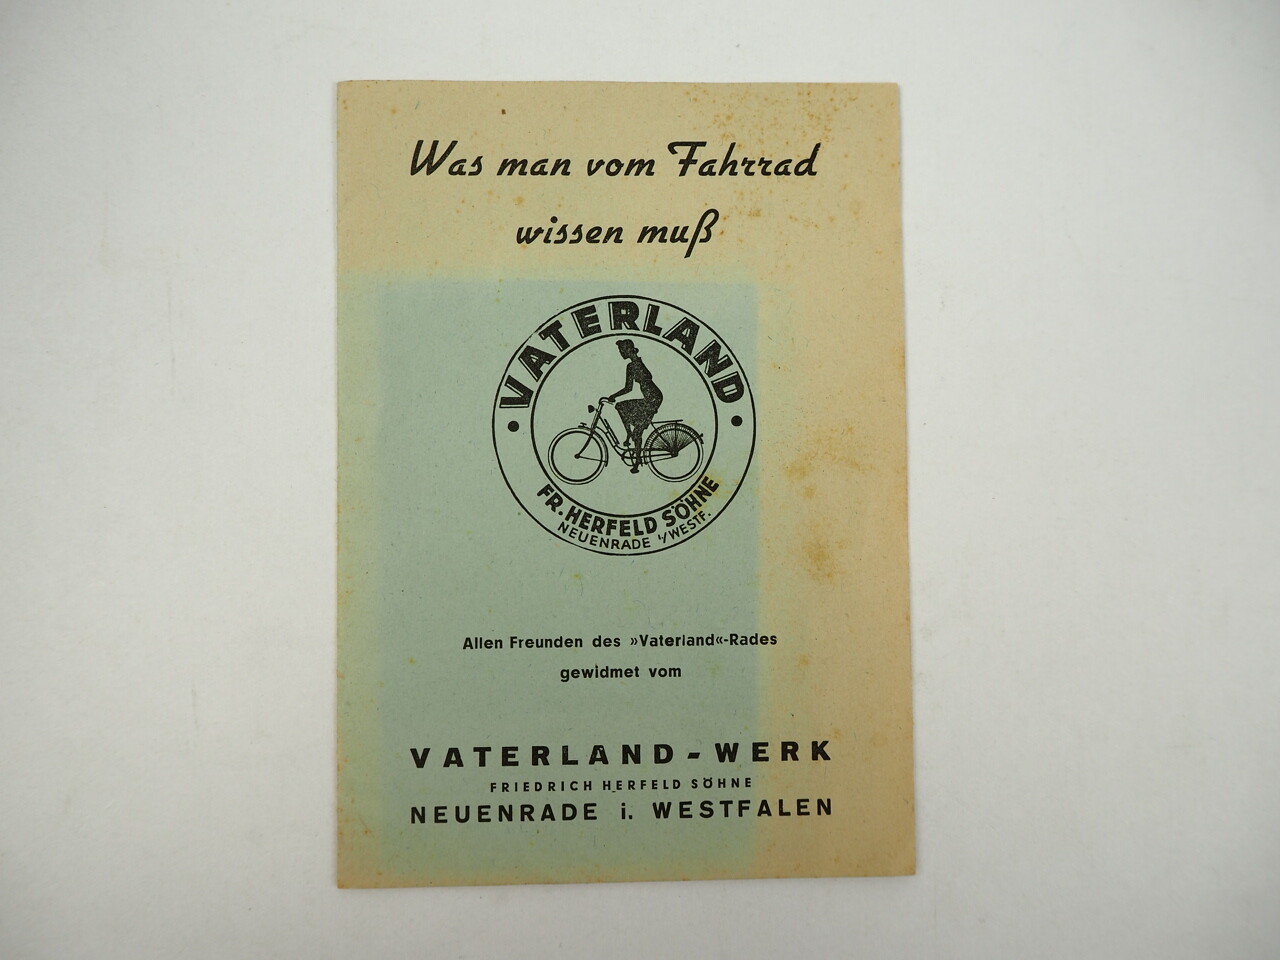 Was man vom Fahrrad
wissen muß
VATERLAND
FR. HERFELD SÖHNE
NEUENRADE i/WESTF.
Allen Freunden des »Vaterland«-Rades
gewidmet vom
VATERLAND-WERK
FRIEDRICH HERFELD SÖHNE
NEUENRADE i. WESTFALEN